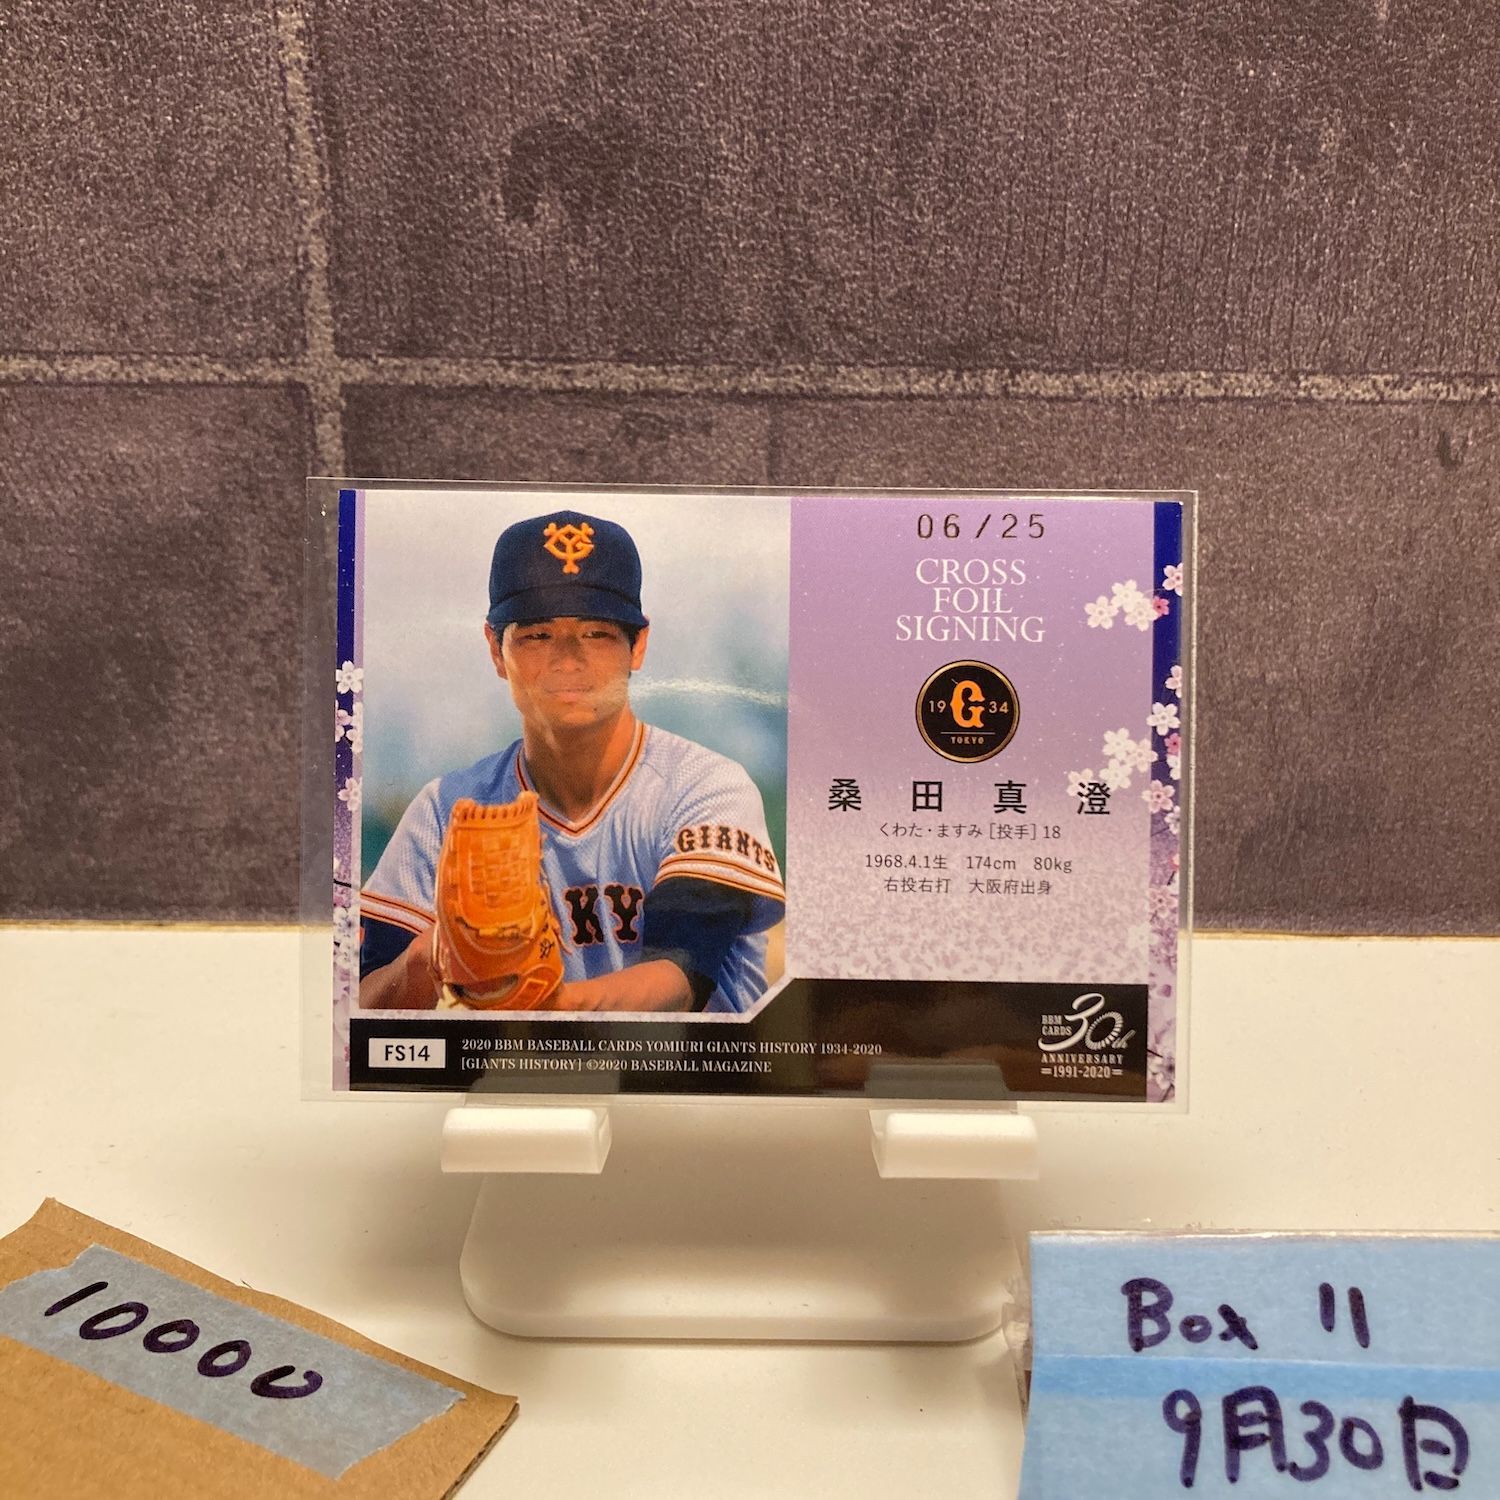 06/25
CROSS
FOIL
SIGNING
19 G 34
TOKYO
桑田真澄
くわた・ますみ［投手］18
1968.4.1生 174cm 80kg
右投右打 大阪府出身
GIANTS
KY
FS14
2020 BBM BASEBALL CARDS YOMIURI GIANTS HISTORY 1934-2020
[GIANTS HISTORY] ©2020 BASEBALL MAGAZINE
BBM
CARDS 30th
ANNIVERSARY
1991-2020
10000
Box 11
9月30日